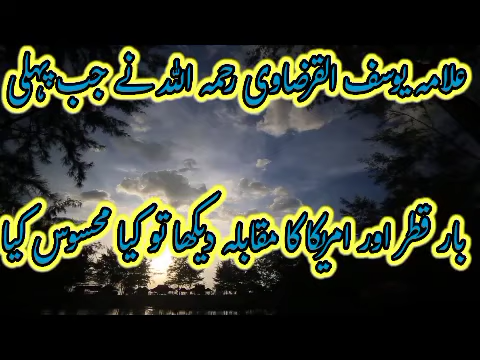 علامہ یوسف القرضاوی رحمہ اللہ نے جب پہلی
بار قطر اور امریکا کا مقابلہ دیکھا تو کیا محسوس کیا